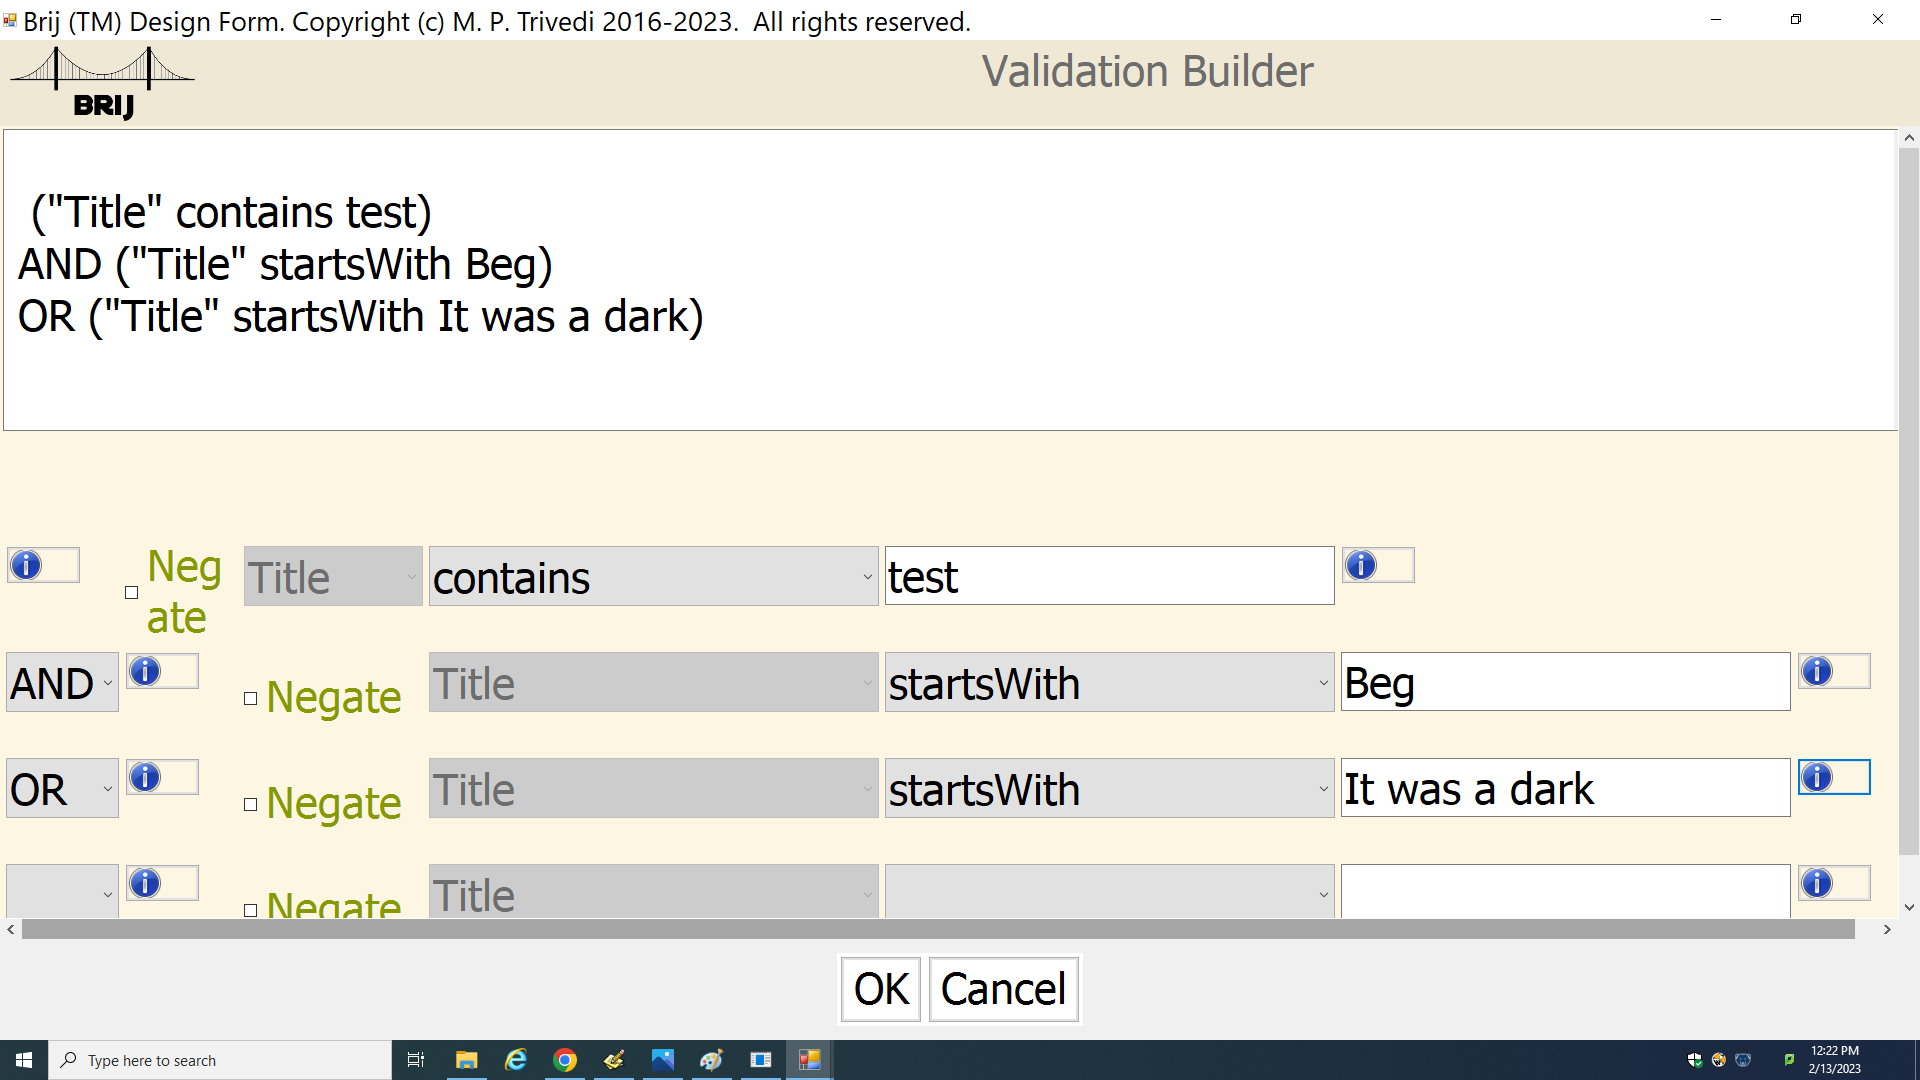 Brij (TM) Design Form. Copyright (c) M. P. Trivedi 2016-2023.  All rights reserved.
BRIJ
Validation Builder
("Title" contains test)
AND ("Title" startsWith Beg)
OR ("Title" startsWith It was a dark)
Neg
ate
Title
contains
test
AND
Negate
Title
startsWith
Beg
OR
Negate
Title
startsWith
It was a dark
Negate
Title
OK
Cancel
Type here to search
12:22 PM
2/13/2023